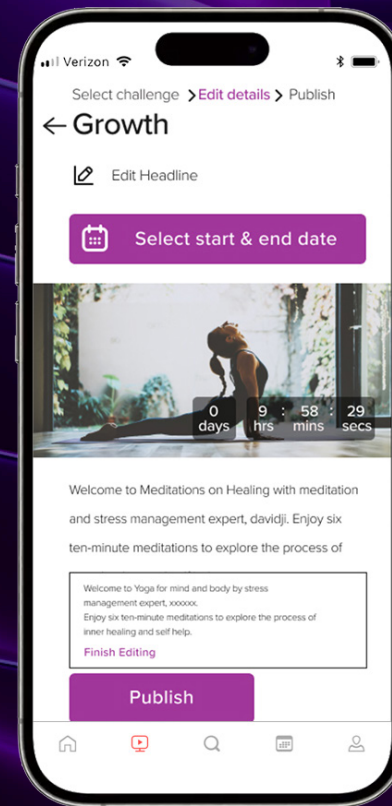 Verizon
Select challenge > Edit details > Publish
Growth
Edit Headline
Select start & end date
0 9 : 58 : 29
days hrs mins secs
Welcome to Meditations on Healing with meditation
and stress management expert, davidji. Enjoy six
ten-minute meditations to explore the process of
Welcome to Yoga for mind and body by stress
management expert, xxxxxx.
Enjoy six ten-minute meditations to explore the process of
inner healing and self help.
Finish Editing
Publish